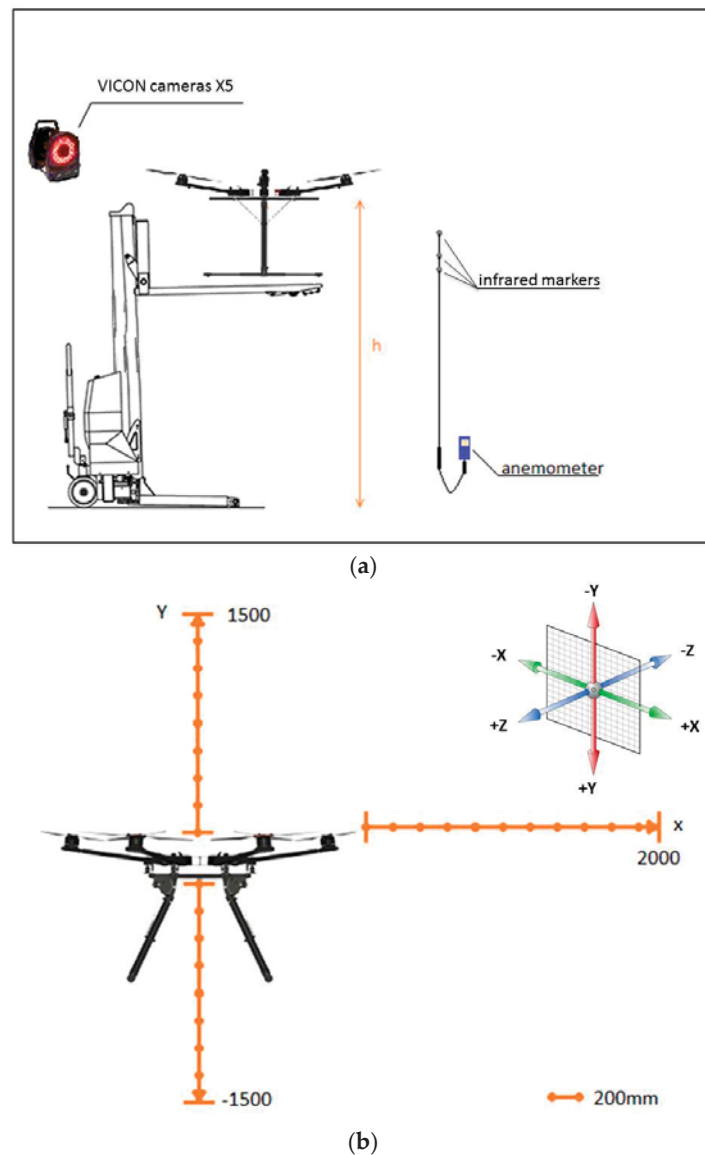 VICON cameras X5
infrared markers
h
anemometer
(a)
Y 1500
-Y
-X -Z
+Z +X
+Y
x
2000
-1500
200mm
(b)